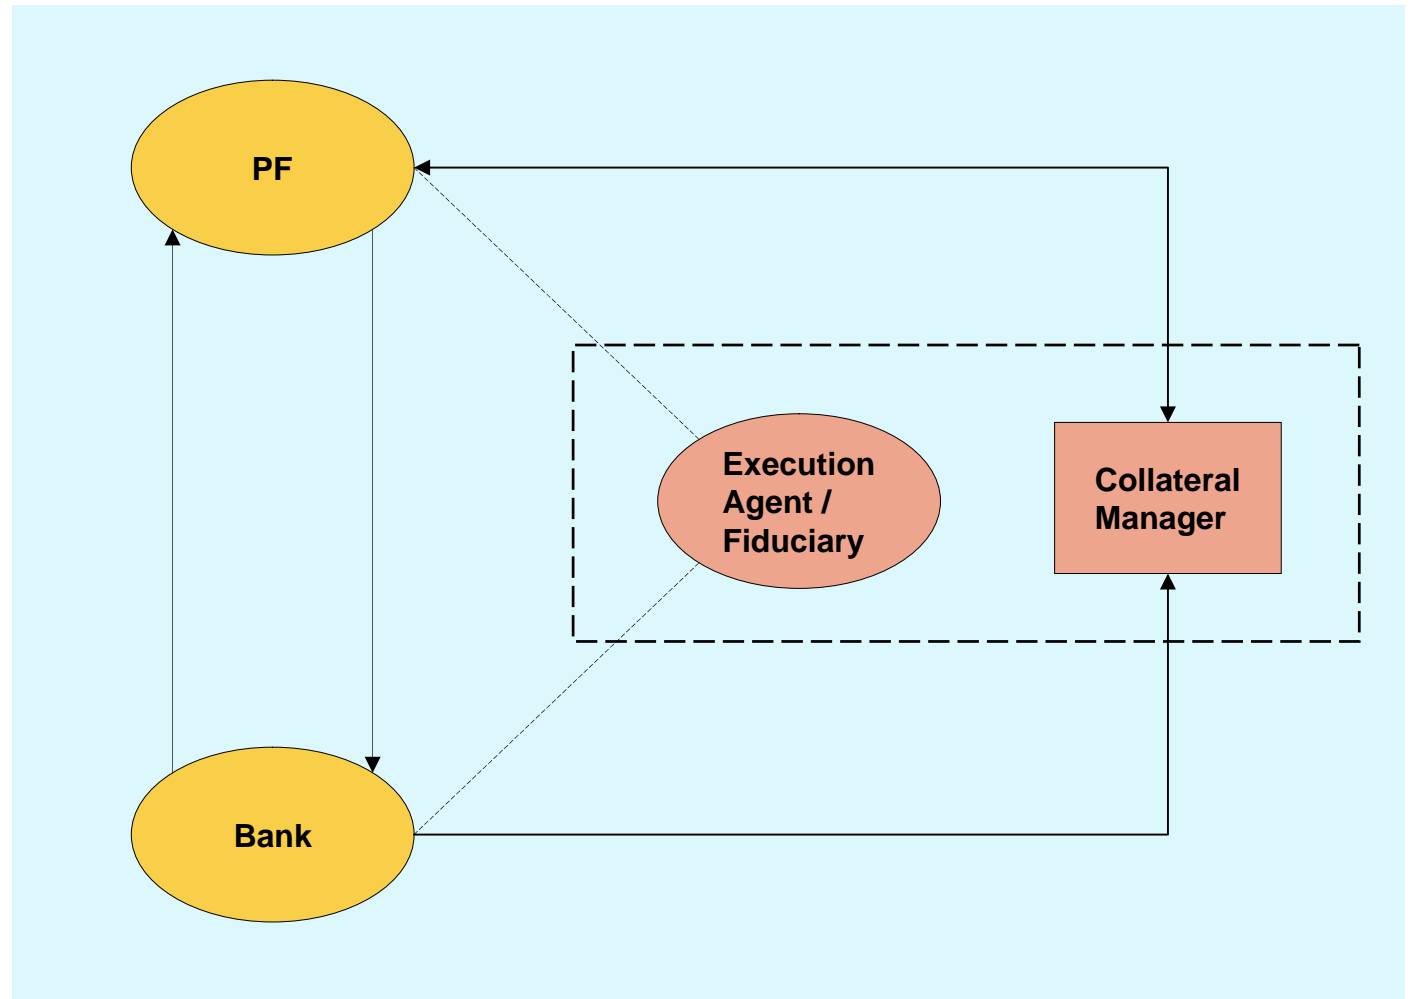 PF
Execution
Agent /
Fiduciary
Collateral
Manager
Bank